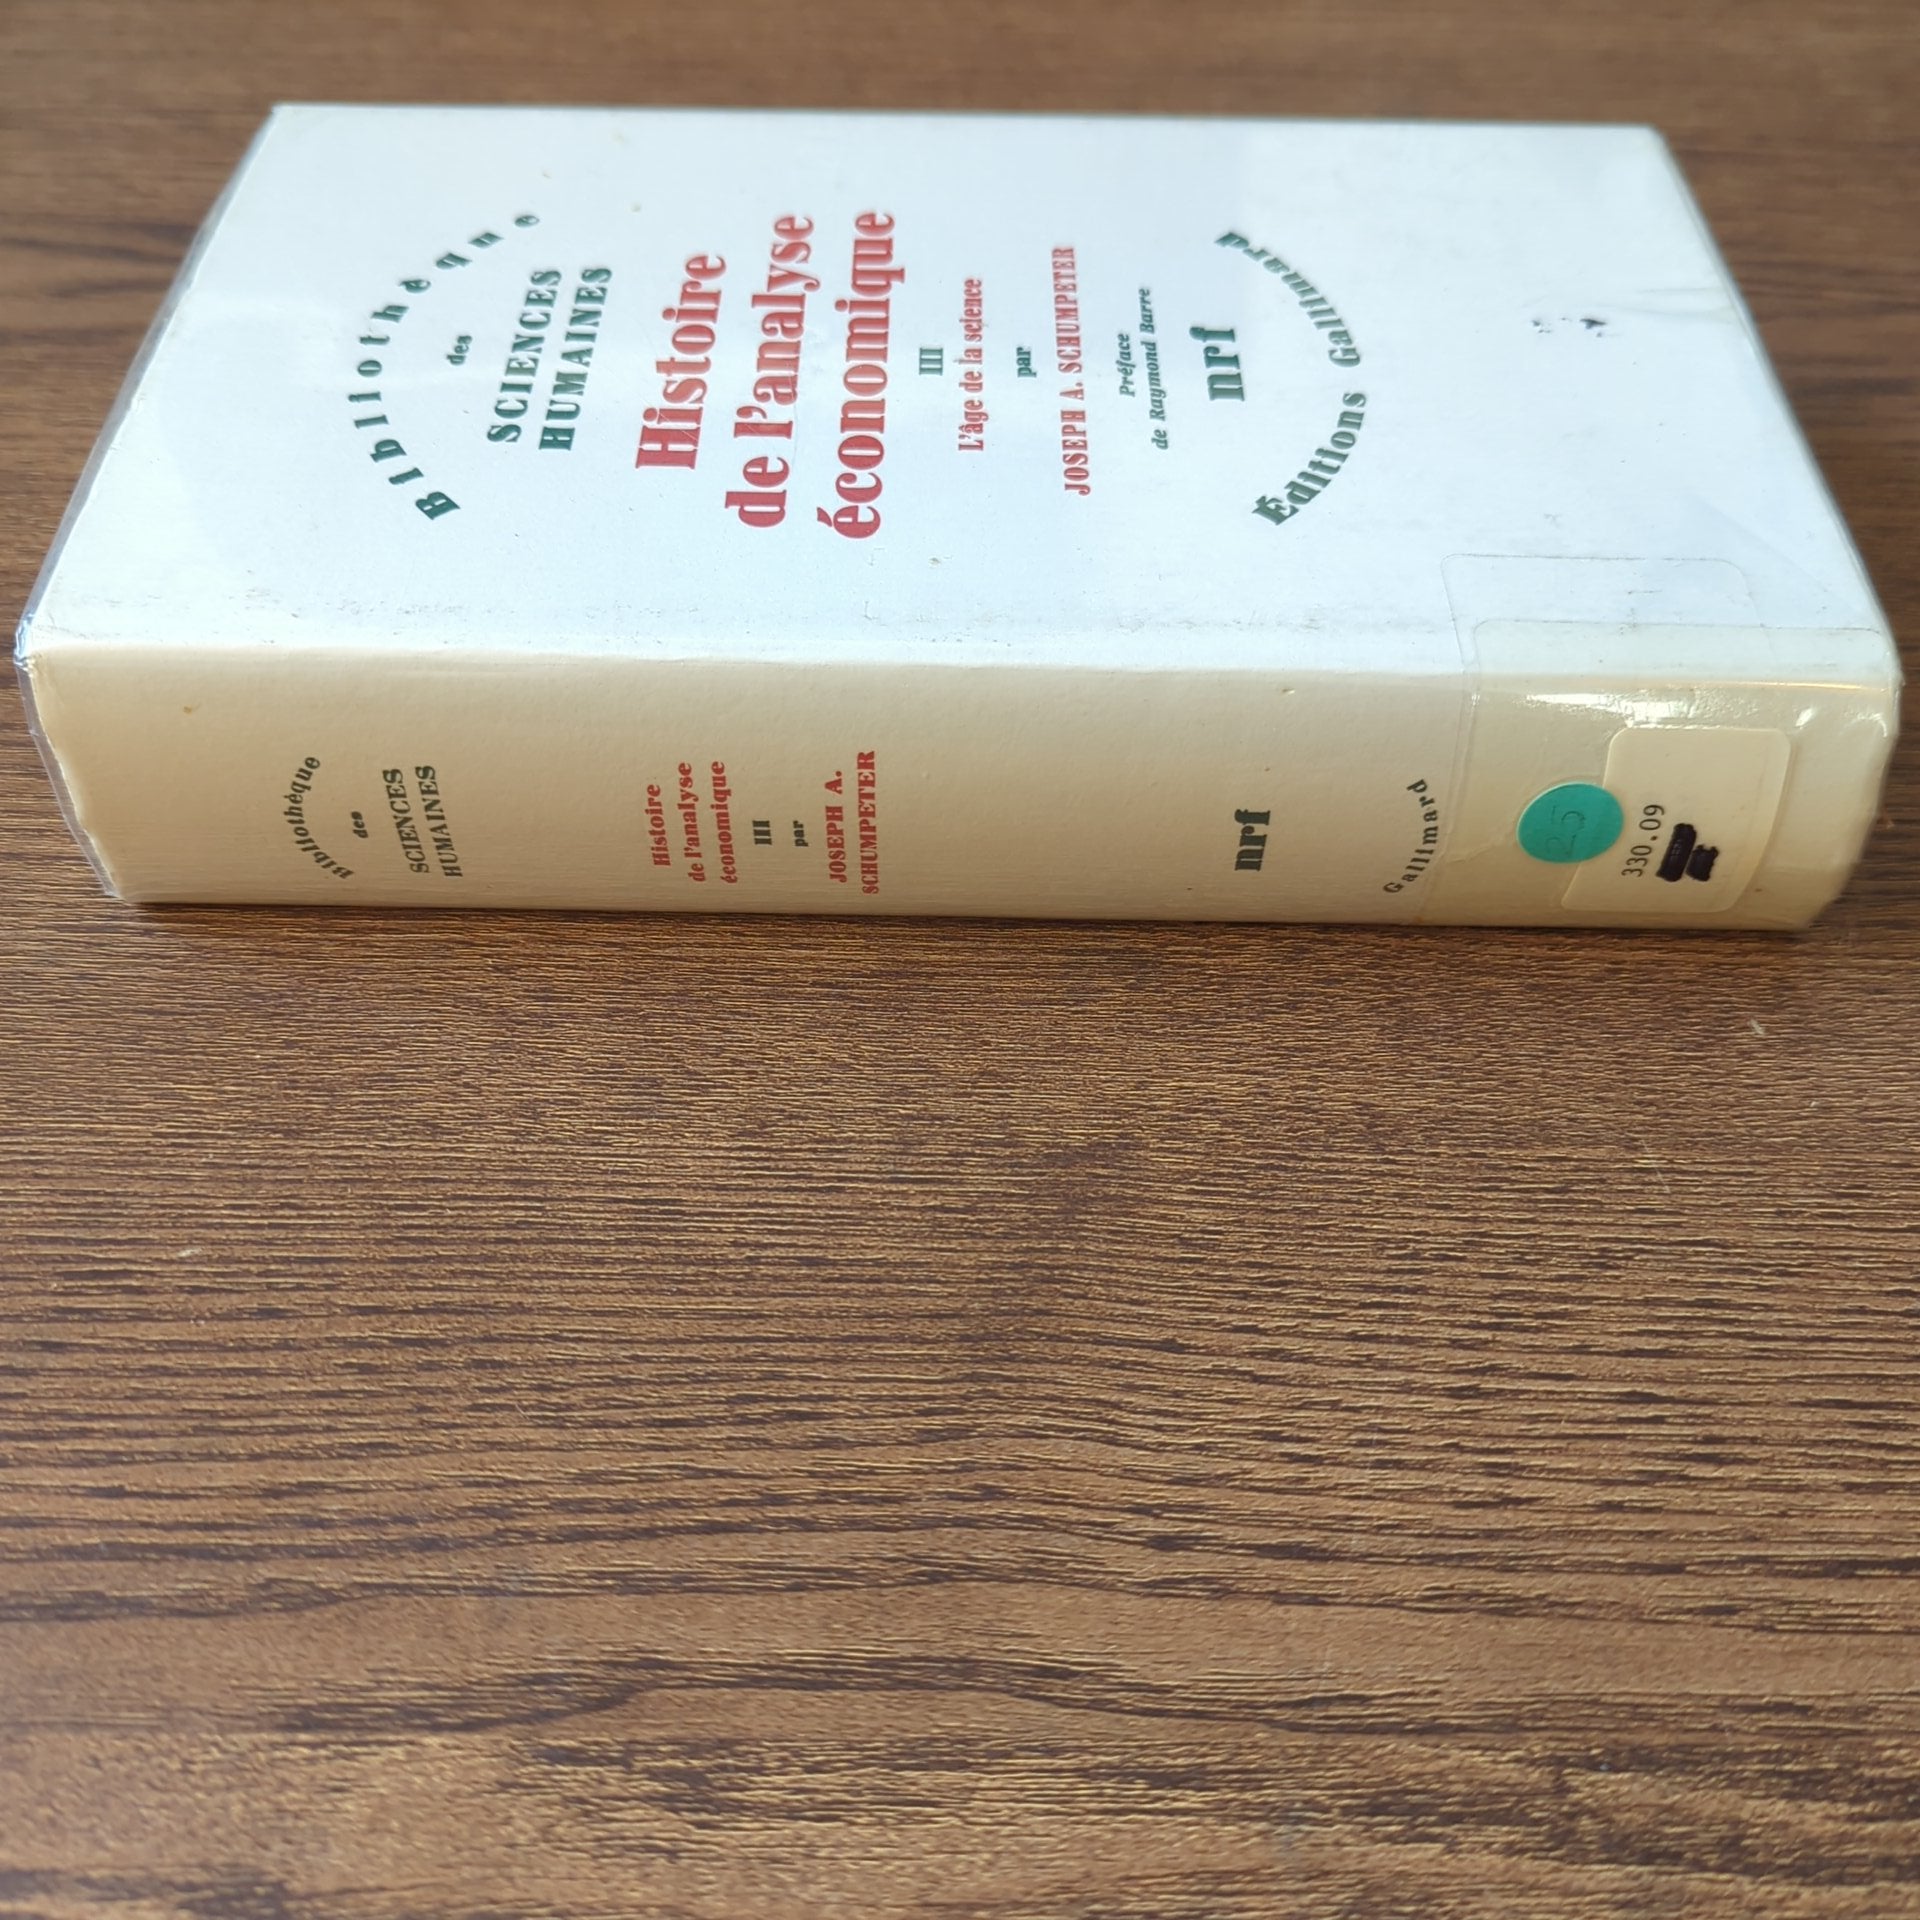 Bibliothèque
des
SCIENCES
HUMAINES
Histoire
de l'analyse
économique
III
L'âge de la science
par
JOSEPH A. SCHUMPETER
Préface
de Raymond Barre
nrf
Éditions Gallimard
Bibliothèque
des
SCIENCES
HUMAINES
Histoire
de l'analyse
économique
III
par
JOSEPH A.
SCHUMPETER
nrf
Gallimard
25
330.09